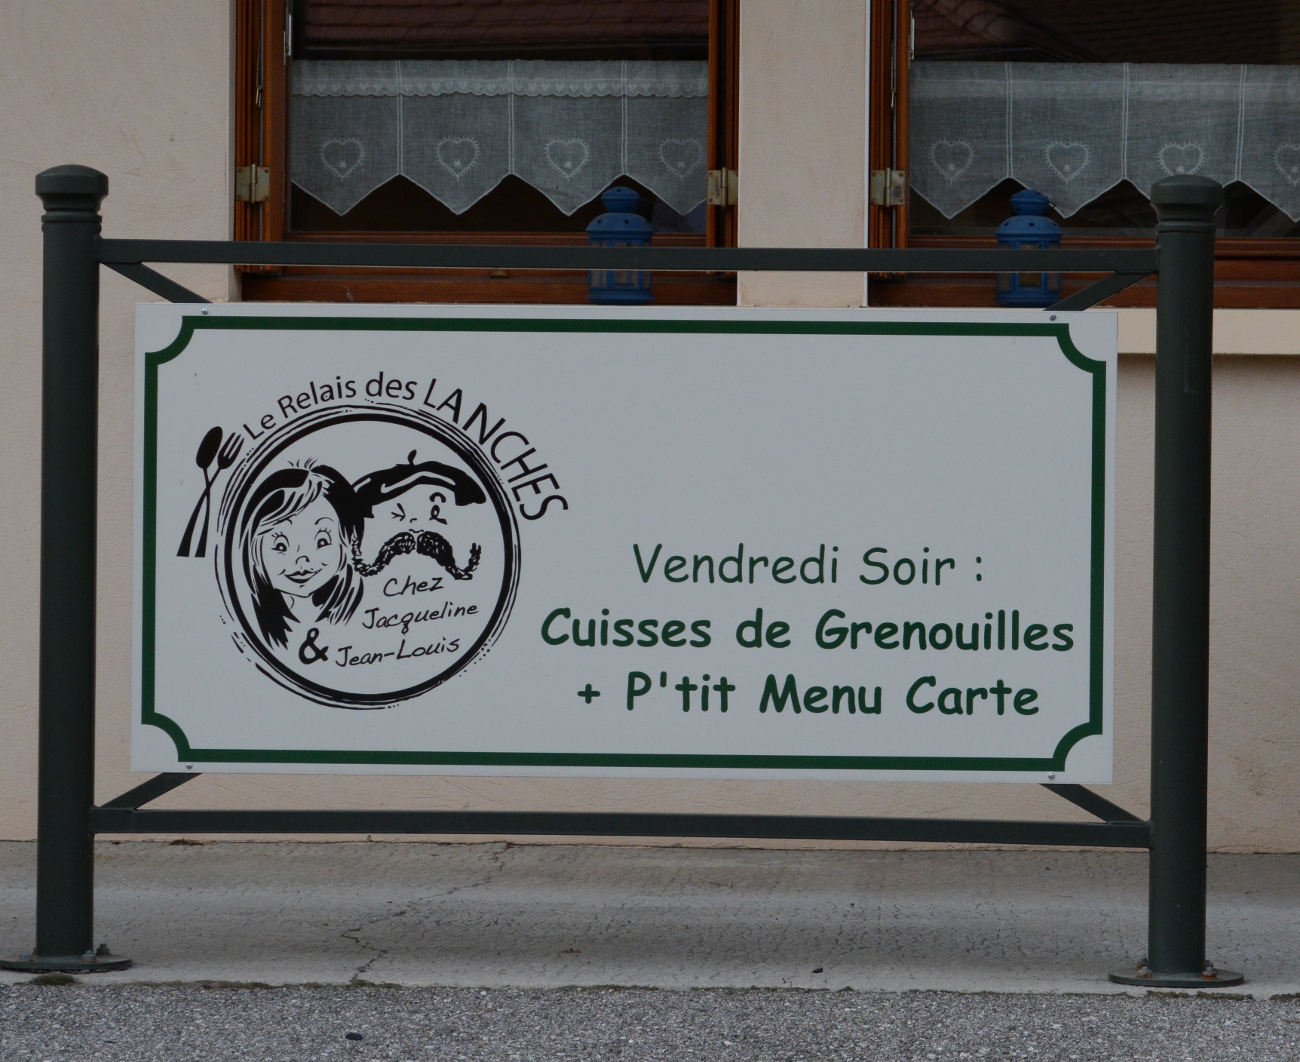 Le Relais des LANCHES
Chez
Jacqueline
& Jean-Louis
Vendredi Soir :
Cuisses de Grenouilles
+ P'tit Menu Carte